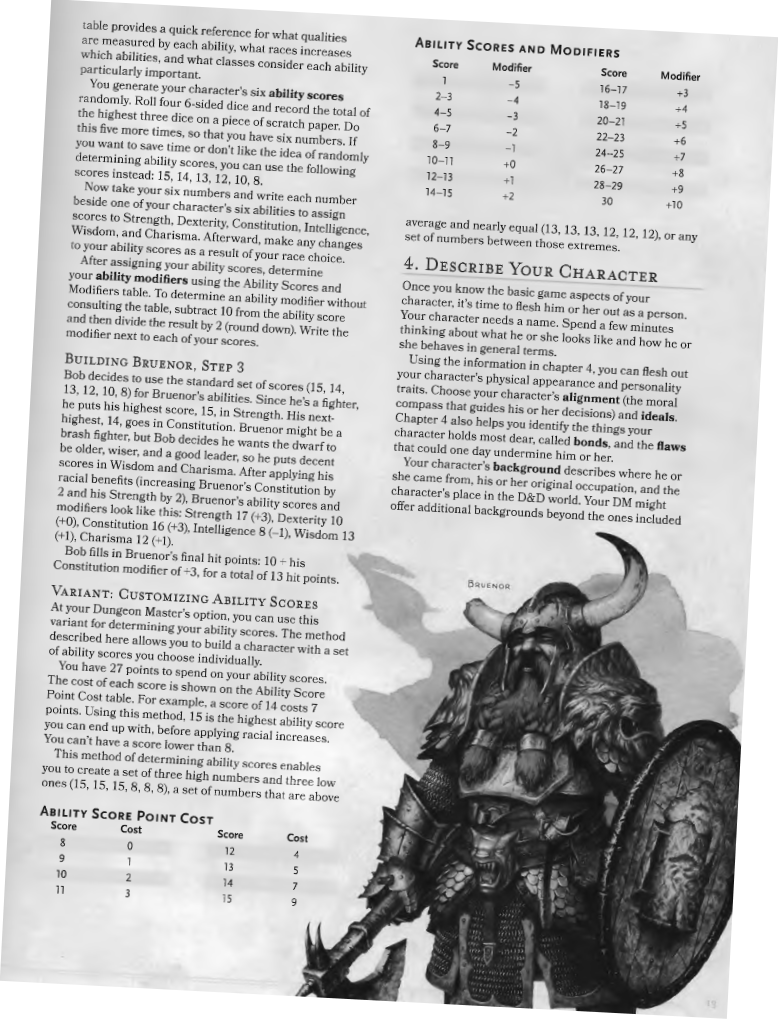 table provides a quick reference for what qualities
are measured by each ability, what races increases
which abilities, and what classes consider each ability
particularly important.
You generate your character's six ability scores
randomly. Roll four 6-sided dice and record the total of
the highest three dice on a piece of scratch paper. Do
this five more times, so that you have six numbers. If
you want to save time or don't like the idea of randomly
determining ability scores, you can use the following
scores instead: 15, 14, 13, 12, 10, 8.
Now take your six numbers and write each number
beside one of your character's six abilities to assign
scores to Strength, Dexterity, Constitution, Intelligence,
Wisdom, and Charisma. Afterward, make any changes
to your ability scores as a result of your race choice.
After assigning your ability scores, determine
your ability modifiers using the Ability Scores and
Modifiers table. To determine an ability modifier without
consulting the table, subtract 10 from the ability score
and then divide the result by 2 (round down). Write the
modifier next to each of your scores.
BUILDING BRUENOR, STEP 3
Bob decides to use the standard set of scores (15, 14,
13, 12, 10, 8) for Bruenor's abilities. Since he's a fighter,
he puts his highest score, 15, in Strength. His next-
highest, 14, goes in Constitution. Bruenor might be a
brash fighter, but Bob decides he wants the dwarf to
be older, wiser, and a good leader, so he puts decent
scores in Wisdom and Charisma. After applying his
racial benefits (increasing Bruenor's Constitution by
2 and his Strength by 2), Bruenor's ability scores and
modifiers look like this: Strength 17 (+3), Dexterity 10
(+0), Constitution 16 (+3), Intelligence 8 (−1), Wisdom 13
(+1), Charisma 12 (+1).
Bob fills in Bruenor's final hit points: 10 + his
Constitution modifier of +3, for a total of 13 hit points.
VARIANT: CUSTOMIZING ABILITY SCORES
At your Dungeon Master's option, you can use this
variant for determining your ability scores. The method
described here allows you to build a character with a set
of ability scores you choose individually.
You have 27 points to spend on your ability scores.
The cost of each score is shown on the Ability Score
Point Cost table. For example, a score of 14 costs 7
points. Using this method, 15 is the highest ability score
you can end up with, before applying racial increases.
You can't have a score lower than 8.
This method of determining ability scores enables
you to create a set of three high numbers and three low
ones (15, 15, 15, 8, 8, 8), a set of numbers that are above
ABILITY SCORE POINT COST
Score Cost Score Cost
8 0 12 4
9 1 13 5
10 2 14 7
11 3 15 9
ABILITY SCORES AND MODIFIERS
Score Modifier Score Modifier
1 −5 16–17 +3
2–3 −4 18–19 +4
4–5 −3 20–21 +5
6–7 −2 22–23 +6
8–9 −1 24–25 +7
10–11 +0 26–27 +8
12–13 +1 28–29 +9
14–15 +2 30 +10
average and nearly equal (13, 13, 13, 12, 12, 12), or any
set of numbers between those extremes.
4. DESCRIBE YOUR CHARACTER
Once you know the basic game aspects of your
character, it's time to flesh him or her out as a person.
Your character needs a name. Spend a few minutes
thinking about what he or she looks like and how he or
she behaves in general terms.
Using the information in chapter 4, you can flesh out
your character's physical appearance and personality
traits. Choose your character's alignment (the moral
compass that guides his or her decisions) and ideals.
Chapter 4 also helps you identify the things your
character holds most dear, called bonds, and the flaws
that could one day undermine him or her.
Your character's background describes where he or
she came from, his or her original occupation, and the
character's place in the D&D world. Your DM might
offer additional backgrounds beyond the ones included
BRUENOR